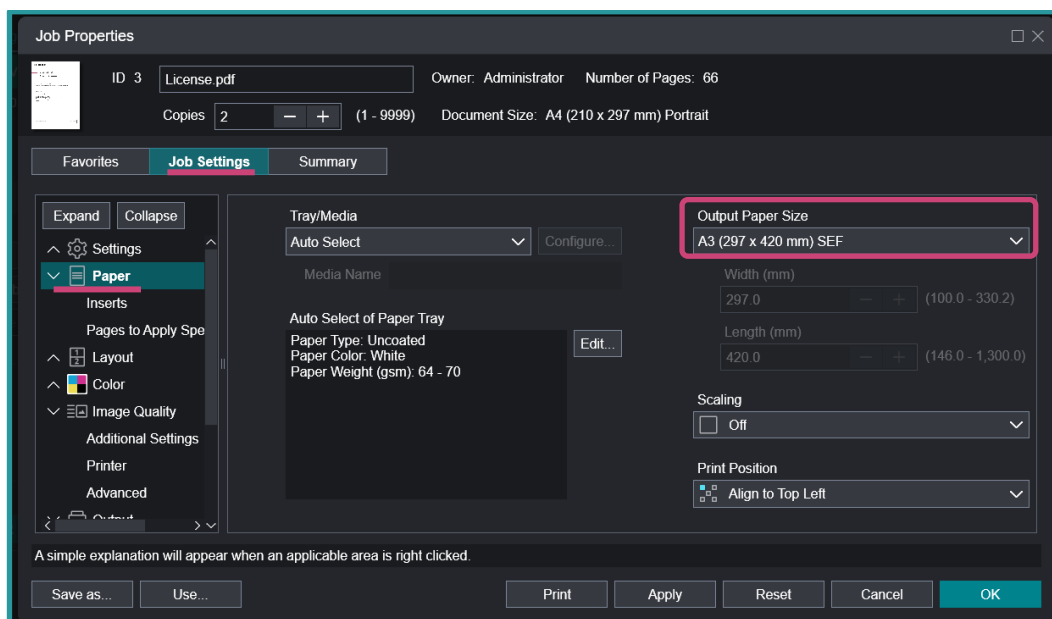 Job Properties
ID 3 License.pdf Owner: Administrator Number of Pages: 66
Copies 2 (1 - 9999) Document Size: A4 (210 x 297 mm) Portrait
Favorites Job Settings Summary
Expand Collapse
Settings
Paper
Inserts
Pages to Apply Spe
Layout
Color
Image Quality
Additional Settings
Printer
Advanced
Output
Tray/Media
Auto Select Configure...
Media Name
Auto Select of Paper Tray
Paper Type: Uncoated
Paper Color: White
Paper Weight (gsm): 64 - 70
Edit...
Output Paper Size
A3 (297 x 420 mm) SEF
Width (mm)
297.0 (100.0 - 330.2)
Length (mm)
420.0 (146.0 - 1,300.0)
Scaling
Off
Print Position
Align to Top Left
A simple explanation will appear when an applicable area is right clicked.
Save as... Use... Print Apply Reset Cancel OK